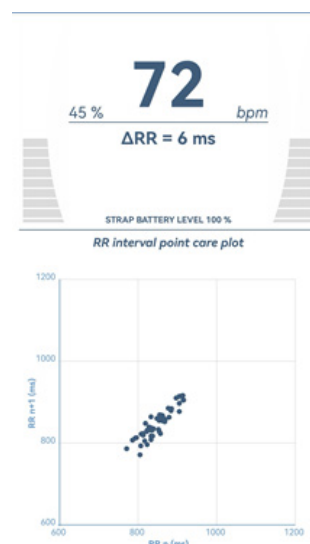 72
45 % bpm
ΔRR = 6 ms
STRAP BATTERY LEVEL 100 %
RR interval point care plot
1200
1000
RR n+1 (ms)
800
600
600 800 1000 1200
RR n (ms)